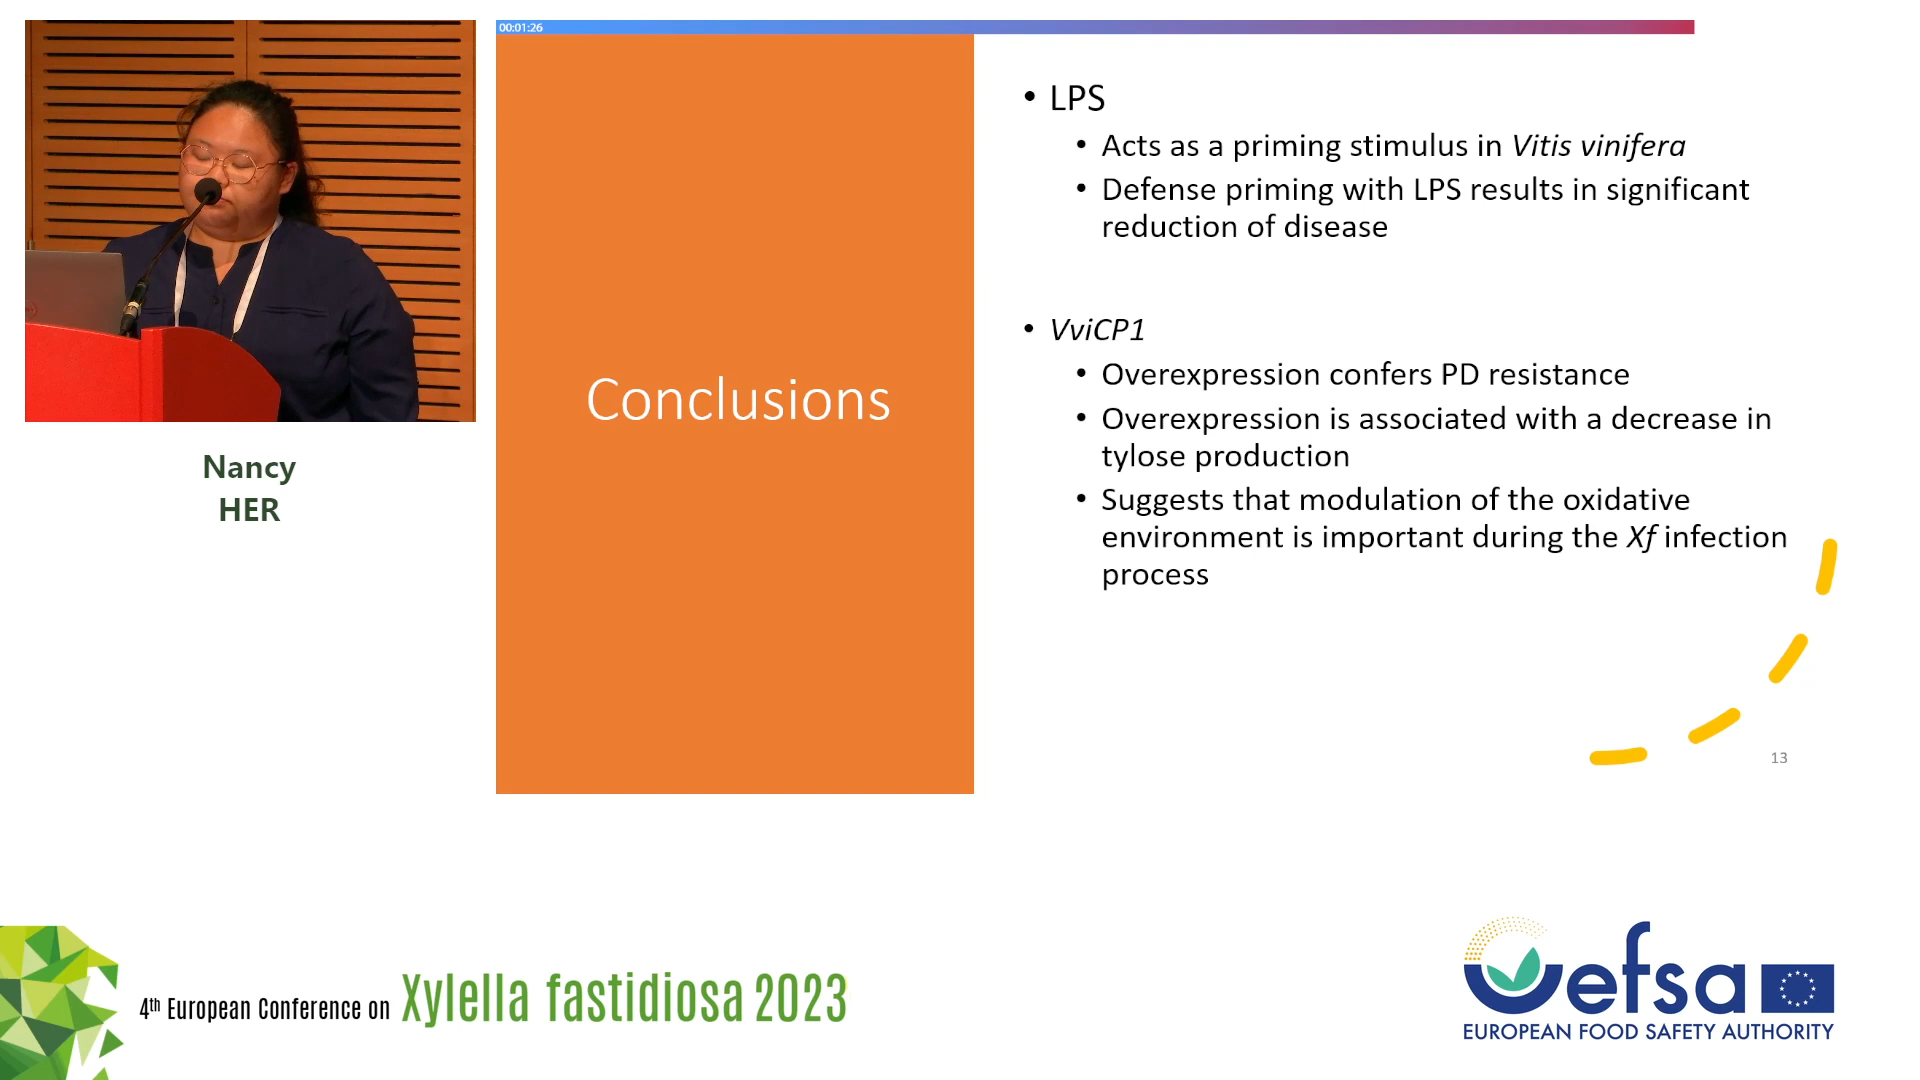 00:01:26
Nancy
HER
Conclusions
• LPS
• Acts as a priming stimulus in Vitis vinifera
• Defense priming with LPS results in significant
reduction of disease
• VviCP1
• Overexpression confers PD resistance
• Overexpression is associated with a decrease in
tylose production
• Suggests that modulation of the oxidative
environment is important during the Xf infection
process
13
4th European Conference on Xylella fastidiosa 2023
efsa
EUROPEAN FOOD SAFETY AUTHORITY